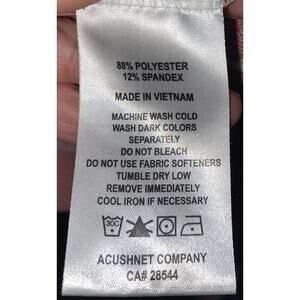 88% POLYESTER
12% SPANDEX
MADE IN VIETNAM
MACHINE WASH COLD
WASH DARK COLORS
SEPARATELY
DO NOT BLEACH
DO NOT USE FABRIC SOFTENERS
TUMBLE DRY LOW
REMOVE IMMEDIATELY
COOL IRON IF NECESSARY
30C
ACUSHNET COMPANY
CA# 28544